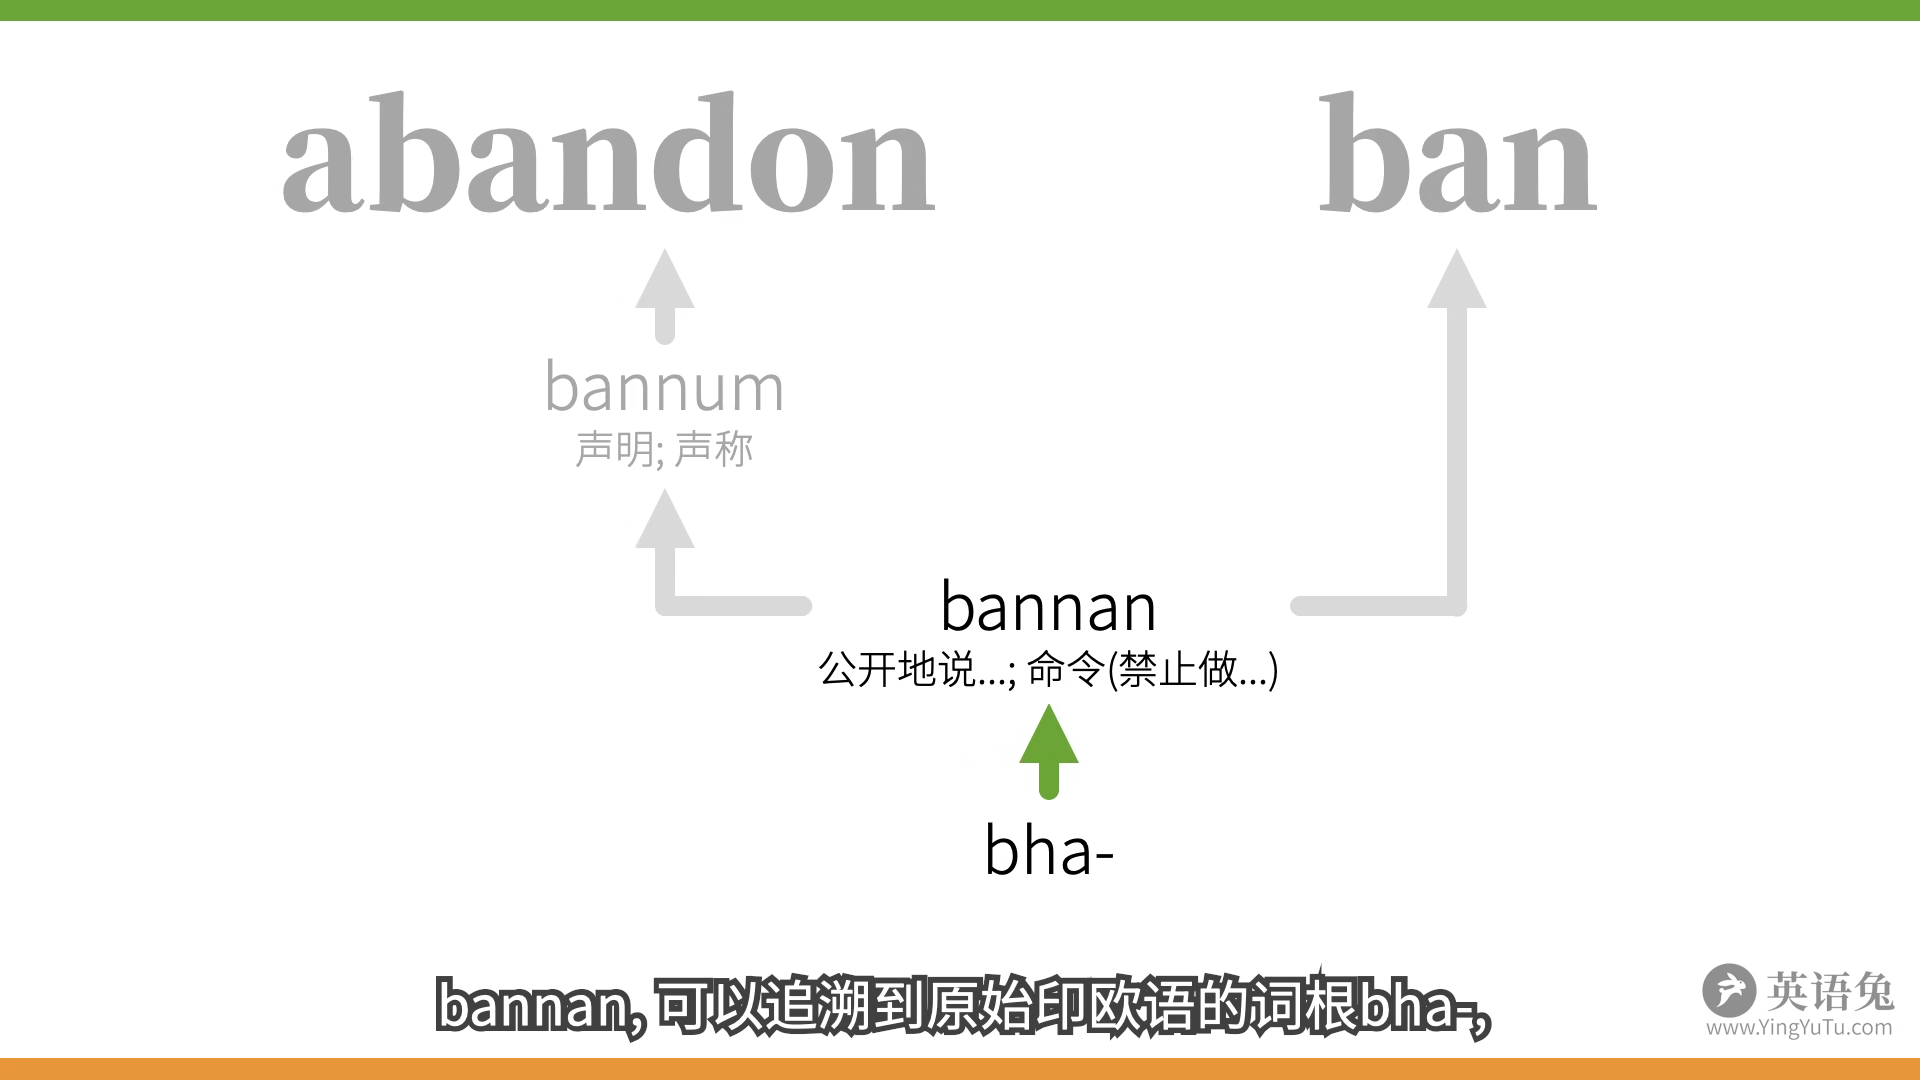 abandon
ban
bannum
声明; 声称
bannan
公开地说...; 命令(禁止做...)
bha-
bannan, 可以追溯到原始印欧语的词根bha-,
英语兔
www.YingYuTu.com